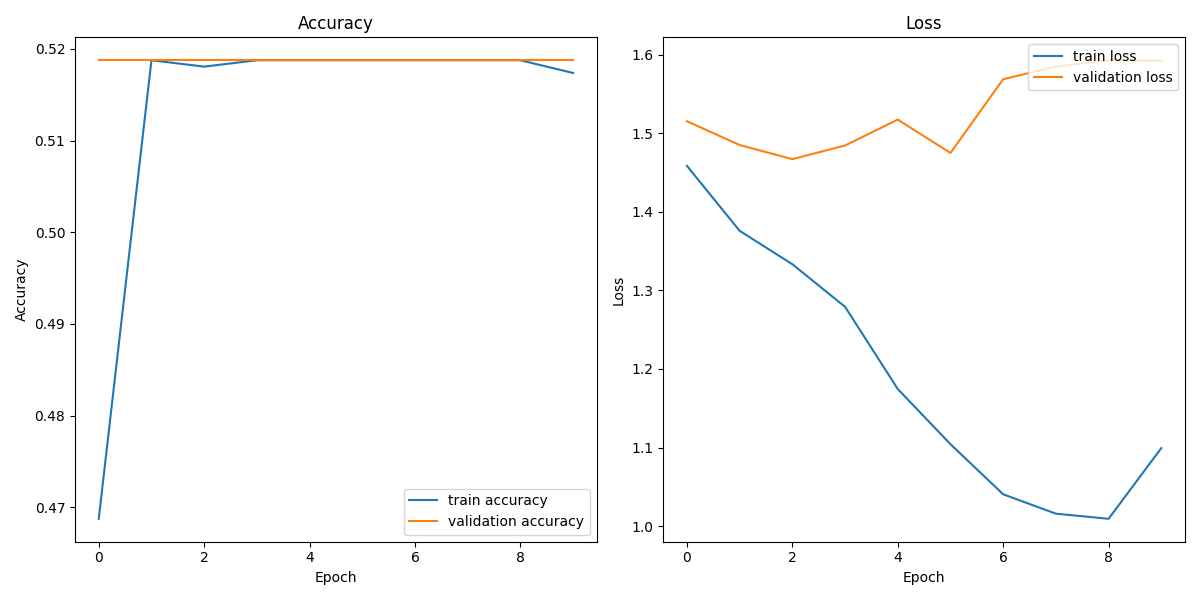 Accuracy
0.52
0.51
0.50
0.49
0.48
0.47
Accuracy
train accuracy
validation accuracy
0
2
4
6
8
Epoch
Loss
1.6
1.5
1.4
1.3
1.2
1.1
1.0
Loss
train loss
validation loss
0
2
4
6
8
Epoch